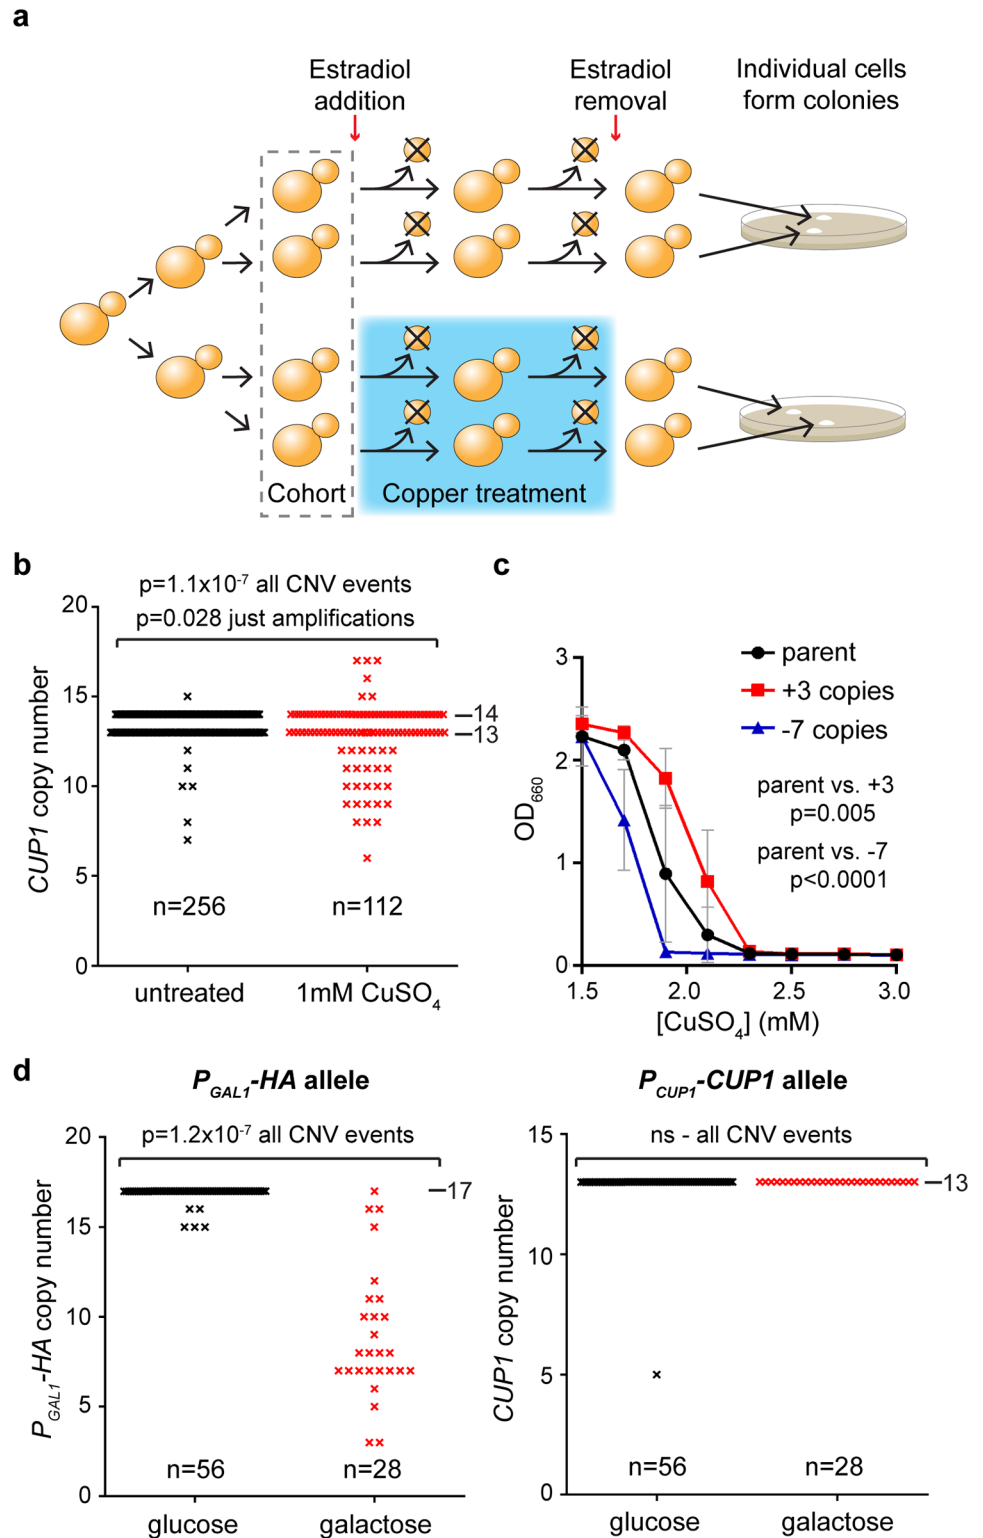 a
Estradiol
addition
Estradiol
removal
Individual cells
form colonies
Cohort
Copper treatment
b
p=1.1x10-7 all CNV events
p=0.028 just amplifications
20
15
10
5
0
CUP1 copy number
14
13
n=256
n=112
untreated
1mM CuSO4
c
parent
+3 copies
-7 copies
3
2
1
0
OD660
parent vs. +3
p=0.005
parent vs. -7
p<0.0001
1.5
2.0
2.5
3.0
[CuSO4] (mM)
d
PGAL1-HA allele
p=1.2x10-7 all CNV events
20
15
10
5
0
PGAL1-HA copy number
17
n=56
n=28
glucose
galactose
PCUP1-CUP1 allele
ns - all CNV events
15
10
5
0
CUP1 copy number
13
n=56
n=28
glucose
galactose